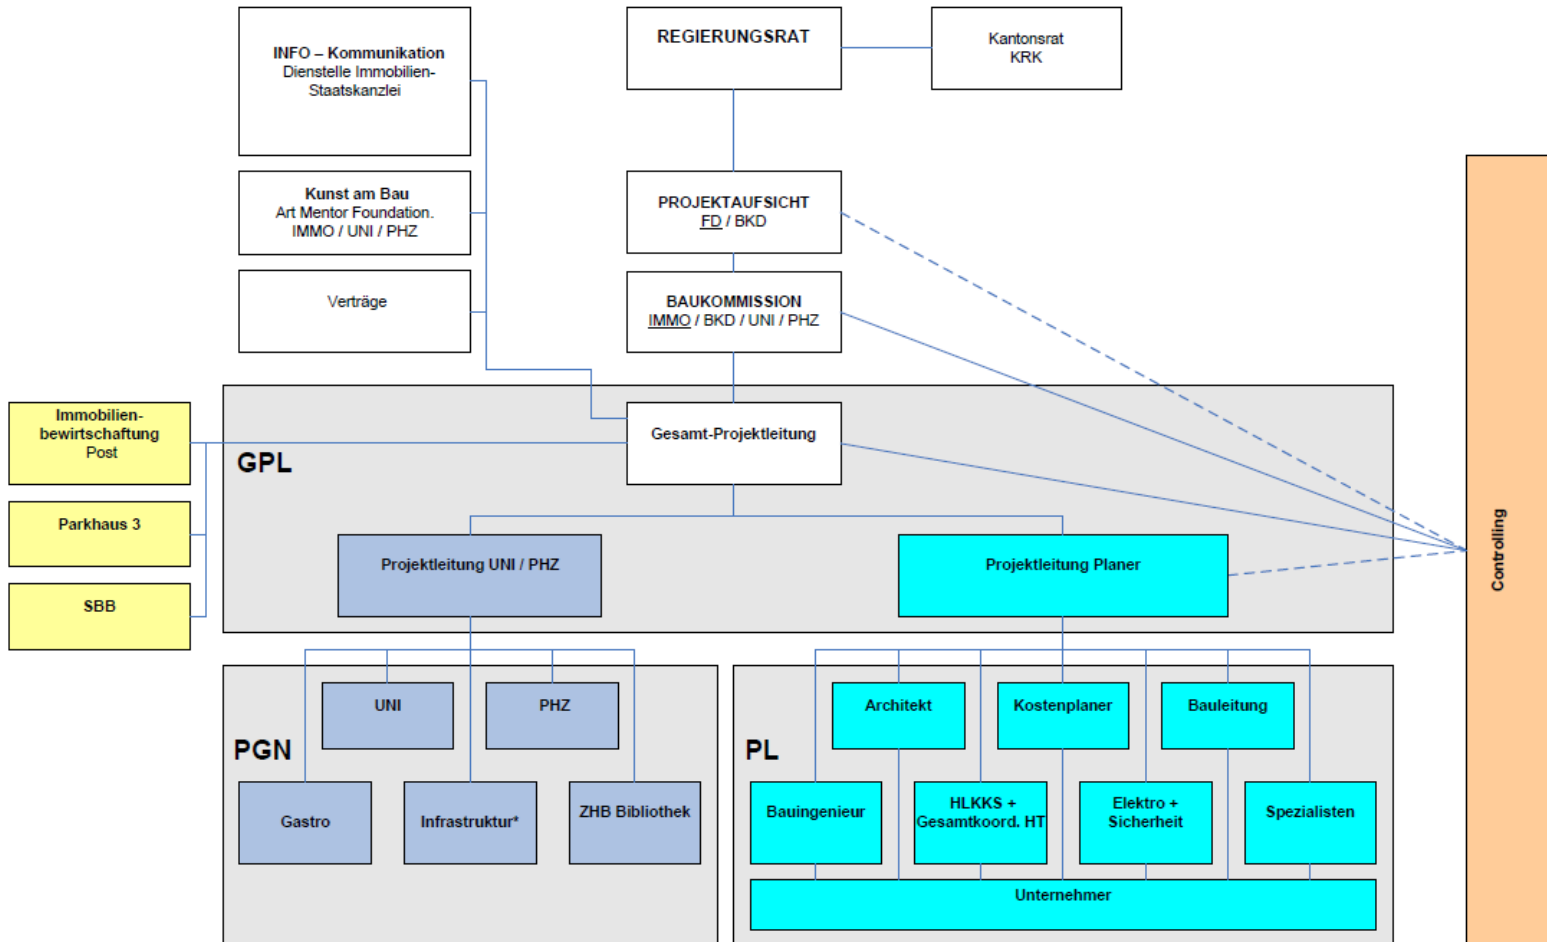 INFO – Kommunikation
Dienstelle Immobilien-
Staatskanzlei
REGIERUNGSRAT
Kantonsrat
KRK
Kunst am Bau
Art Mentor Foundation.
IMMO / UNI / PHZ
PROJEKTAUFSICHT
FD / BKD
Verträge
BAUKOMMISSION
IMMO / BKD / UNI / PHZ
Immobilien-
bewirtschaftung
Post
Parkhaus 3
SBB
GPL
Gesamt-Projektleitung
Projektleitung UNI / PHZ
Projektleitung Planer
Controlling
PGN
UNI
PHZ
Gastro
Infrastruktur*
ZHB Bibliothek
PL
Architekt
Kostenplaner
Bauleitung
Bauingenieur
HLKKS +
Gesamtkoord. HT
Elektro +
Sicherheit
Spezialisten
Unternehmer